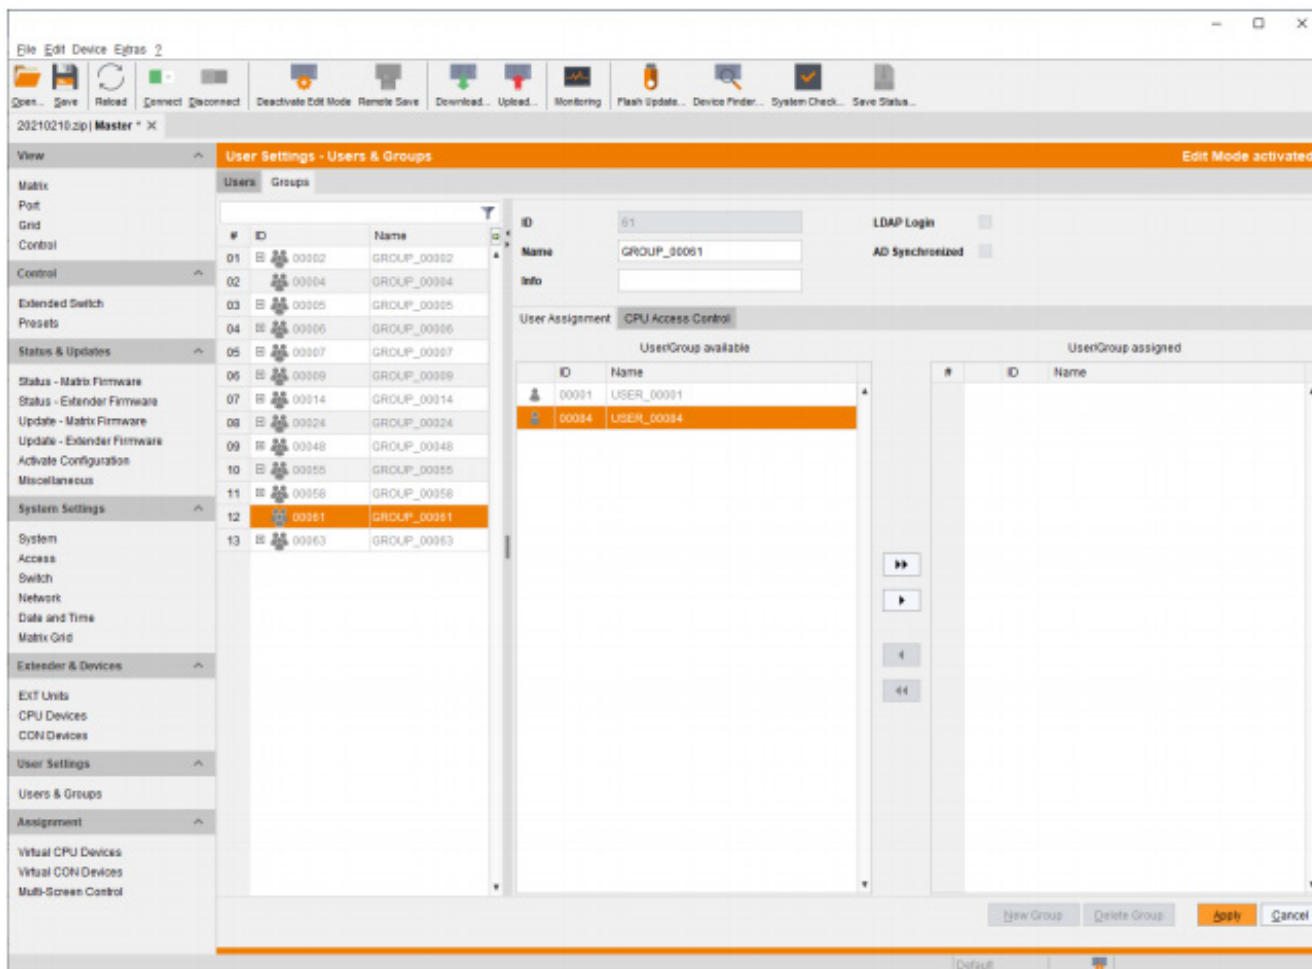 File Edit Device Extras ?
Open... Save Reload Connect Disconnect Deactivate Edit Mode Remote Save Download... Upload... Monitoring Flash Update... Device Finder... System Check... Save Status...
20210210.zip | Master * X
View
Matrix
Port
Grid
Control
Control
Extended Switch
Presets
Status & Updates
Status - Matrix Firmware
Status - Extender Firmware
Update - Matrix Firmware
Update - Extender Firmware
Activate Configuration
Miscellaneous
System Settings
System
Access
Switch
Network
Date and Time
Matrix Grid
Extender & Devices
EXT Units
CPU Devices
CON Devices
User Settings
Users & Groups
Assignment
Virtual CPU Devices
Virtual CON Devices
Multi-Screen Control
User Settings - Users & Groups Edit Mode activated
Users Groups
# ID Name
01 00002 GROUP_00002
02 00004 GROUP_00004
03 00005 GROUP_00005
04 00006 GROUP_00006
05 00007 GROUP_00007
06 00009 GROUP_00009
07 00014 GROUP_00014
08 00024 GROUP_00024
09 00048 GROUP_00048
10 00055 GROUP_00055
11 00058 GROUP_00058
12 00061 GROUP_00061
13 00063 GROUP_00063
ID 61 LDAP Login
Name GROUP_00061 AD Synchronized
Info
User Assignment CPU Access Control
User/Group available
ID Name
00001 USER_00001
00084 USER_00084
User/Group assigned
# ID Name
New Group Delete Group Apply Cancel
Default